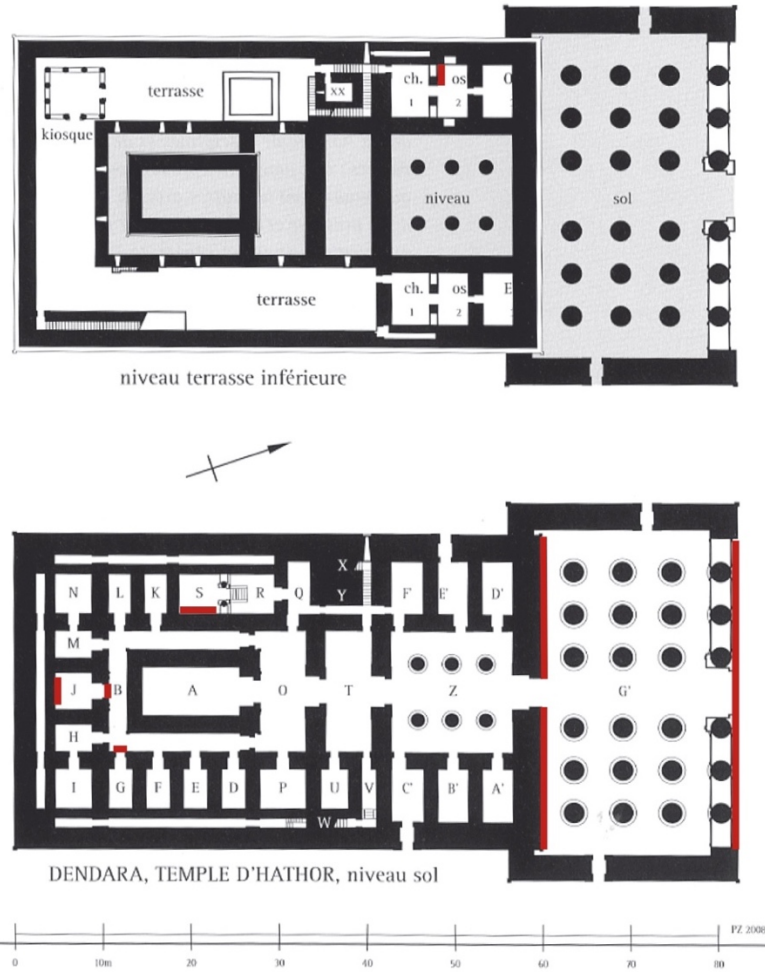 terrasse
xx
ch. os O
1 2
kiosque
niveau
sol
terrasse
ch. os E
1 2
niveau terrasse inférieure
X
N L K S R Q Y F' E' D'
M
J B A O T Z G'
H
I G F E D P U V C' B' A'
W
DENDARA, TEMPLE D'HATHOR, niveau sol
PZ 2008
0 10m 20 30 40 50 60 70 80